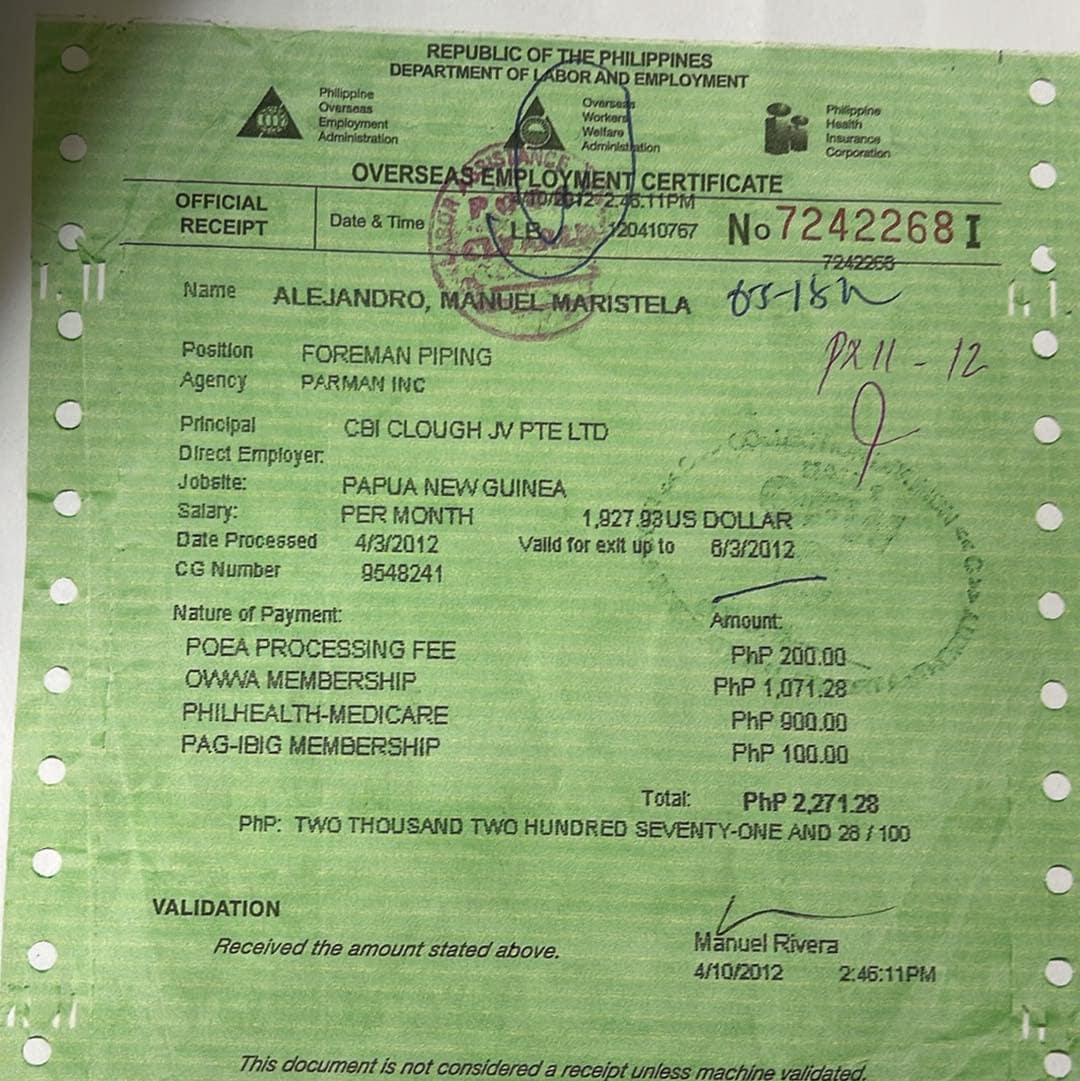 REPUBLIC OF THE PHILIPPINES
DEPARTMENT OF LABOR AND EMPLOYMENT
Philippine
Overseas
Employment
Administration
Overseas
Workers
Welfare
Administration
Philippine
Health
Insurance
Corporation
OVERSEAS EMPLOYMENT CERTIFICATE
OFFICIAL
RECEIPT
Date & Time
4/10/2012 2:46:11PM
LB
120410767
No 7242268 I
7242268
Name ALEJANDRO, MANUEL MARISTELA
Position FOREMAN PIPING
Agency PARMAN INC
Principal CBI CLOUGH JV PTE LTD
Direct Employer:
Jobsite: PAPUA NEW GUINEA
Salary: PER MONTH 1,927.93 US DOLLAR
Date Processed 4/3/2012 Valid for exit up to 6/3/2012
CG Number 9548241
Nature of Payment: Amount:
POEA PROCESSING FEE PhP 200.00
OWWA MEMBERSHIP PhP 1,071.28
PHILHEALTH-MEDICARE PhP 900.00
PAG-IBIG MEMBERSHIP PhP 100.00
Total: PhP 2,271.28
PhP: TWO THOUSAND TWO HUNDRED SEVENTY-ONE AND 28 / 100
VALIDATION
Received the amount stated above.
Manuel Rivera
4/10/2012 2:46:11PM
This document is not considered a receipt unless machine validated.